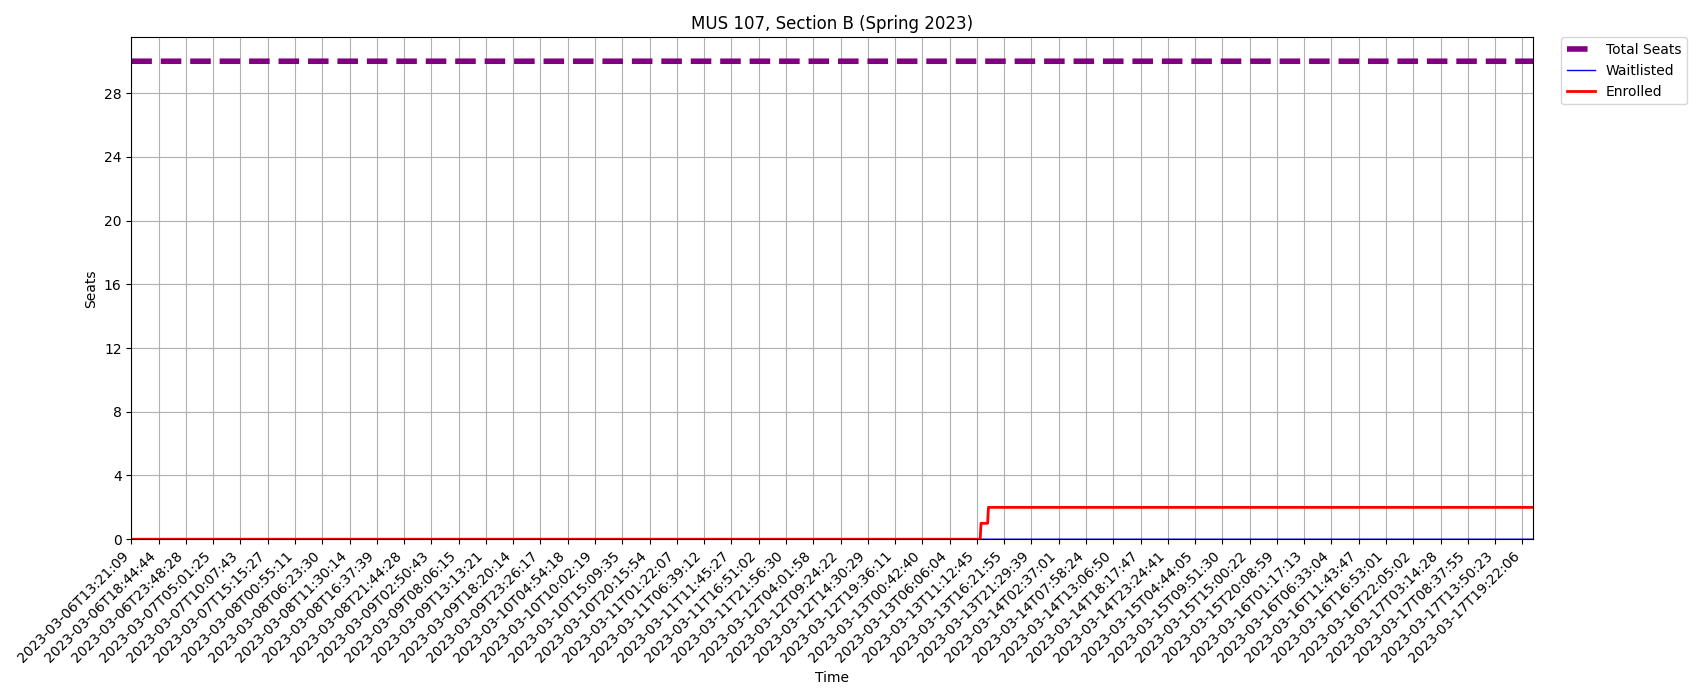 MUS 107, Section B (Spring 2023)
Total Seats
Waitlisted
Enrolled
Seats
28
24
20
16
12
8
4
0
2023-03-06T13:21:09
2023-03-06T18:44:44
2023-03-06T23:48:28
2023-03-07T05:01:25
2023-03-07T10:07:43
2023-03-07T15:15:27
2023-03-08T00:55:11
2023-03-08T06:23:30
2023-03-08T11:30:14
2023-03-08T16:37:39
2023-03-08T21:44:28
2023-03-09T02:50:43
2023-03-09T08:06:15
2023-03-09T13:13:21
2023-03-09T18:20:14
2023-03-09T23:26:17
2023-03-10T04:54:18
2023-03-10T10:02:19
2023-03-10T15:09:35
2023-03-10T20:15:54
2023-03-11T01:22:07
2023-03-11T06:39:12
2023-03-11T11:45:27
2023-03-11T16:51:02
2023-03-11T21:56:30
2023-03-12T04:01:58
2023-03-12T09:24:22
2023-03-12T14:30:29
2023-03-12T19:36:11
2023-03-13T00:42:40
2023-03-13T06:06:04
2023-03-13T11:12:45
2023-03-13T16:21:55
2023-03-13T21:29:39
2023-03-14T02:37:01
2023-03-14T07:58:24
2023-03-14T13:06:50
2023-03-14T18:17:47
2023-03-14T23:24:41
2023-03-15T04:44:05
2023-03-15T09:51:30
2023-03-15T15:00:22
2023-03-15T20:08:59
2023-03-16T01:17:13
2023-03-16T06:33:04
2023-03-16T11:43:47
2023-03-16T16:53:01
2023-03-16T22:05:02
2023-03-17T03:14:28
2023-03-17T08:37:55
2023-03-17T13:50:23
2023-03-17T19:22:06
Time